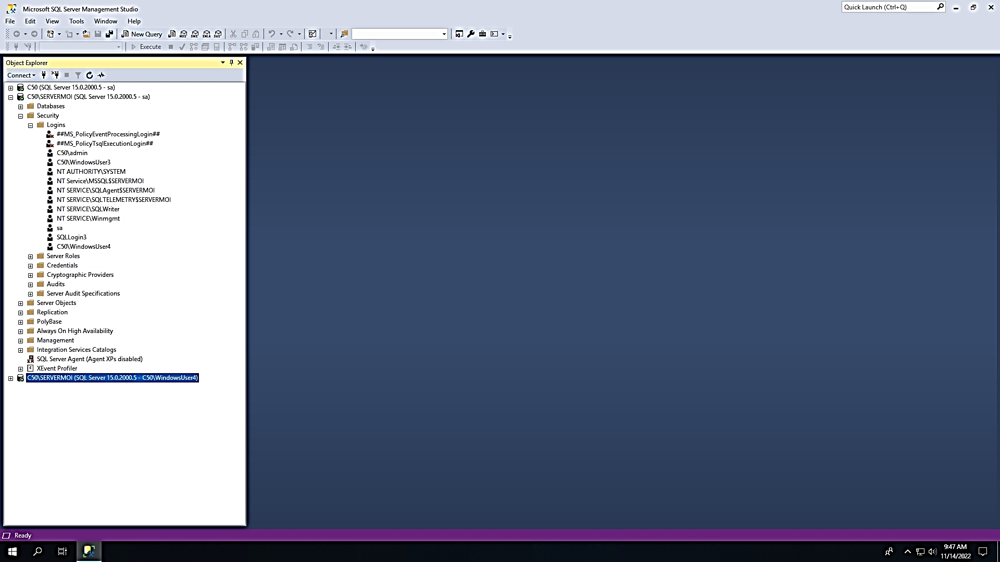 Microsoft SQL Server Management Studio
Quick Launch (Ctrl+Q)
File Edit View Tools Window Help
New Query MDX DMX XMLA DAX
Execute
Object Explorer
Connect
C50 (SQL Server 15.0.2000.5 - sa)
C50\SERVERMOI (SQL Server 15.0.2000.5 - sa)
Databases
Security
Logins
##MS_PolicyEventProcessingLogin##
##MS_PolicyTsqlExecutionLogin##
C50\admin
C50\WindowsUser3
NT AUTHORITY\SYSTEM
NT Service\MSSQL$SERVERMOI
NT SERVICE\SQLAgent$SERVERMOI
NT SERVICE\SQLTELEMETRY$SERVERMOI
NT SERVICE\SQLWriter
NT SERVICE\Winmgmt
sa
SQLLogin3
C50\WindowsUser4
Server Roles
Credentials
Cryptographic Providers
Audits
Server Audit Specifications
Server Objects
Replication
PolyBase
Always On High Availability
Management
Integration Services Catalogs
SQL Server Agent (Agent XPs disabled)
XEvent Profiler
C50\SERVERMOI (SQL Server 15.0.2000.5 - C50\WindowsUser4)
Ready
9:47 AM
11/14/2022